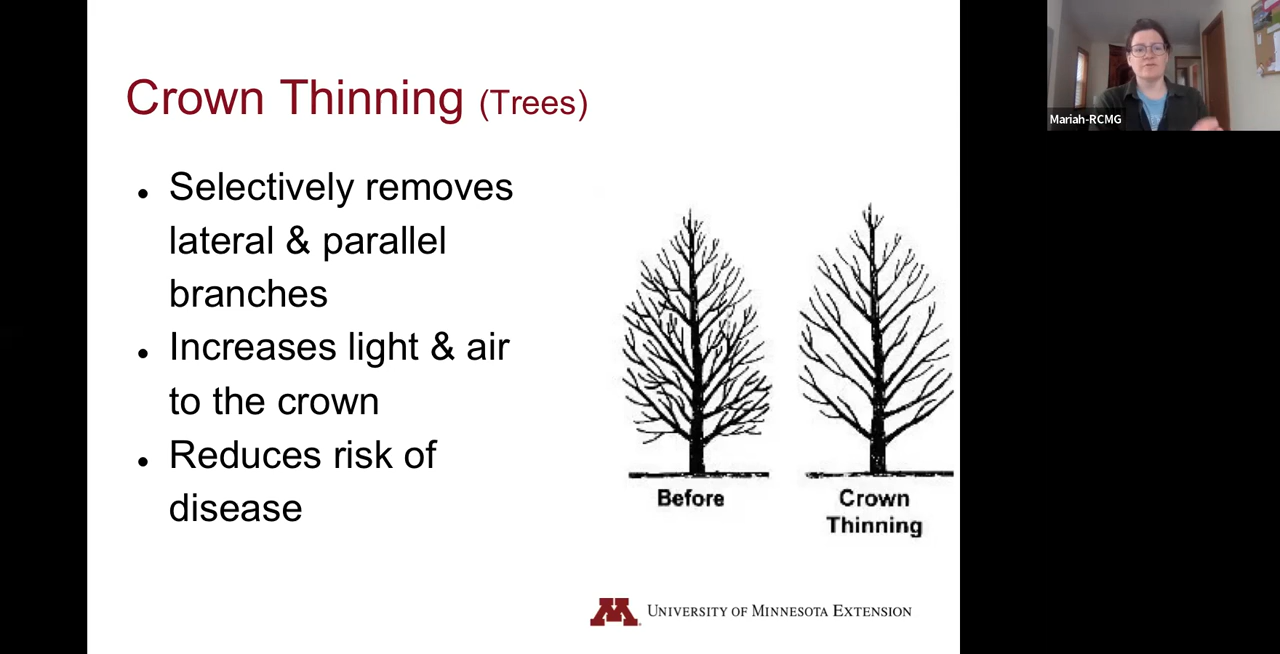 Crown Thinning (Trees)
• Selectively removes
lateral & parallel
branches
• Increases light & air
to the crown
• Reduces risk of
disease
Before
Crown
Thinning
M
UNIVERSITY OF MINNESOTA EXTENSION
Mariah-RCMG